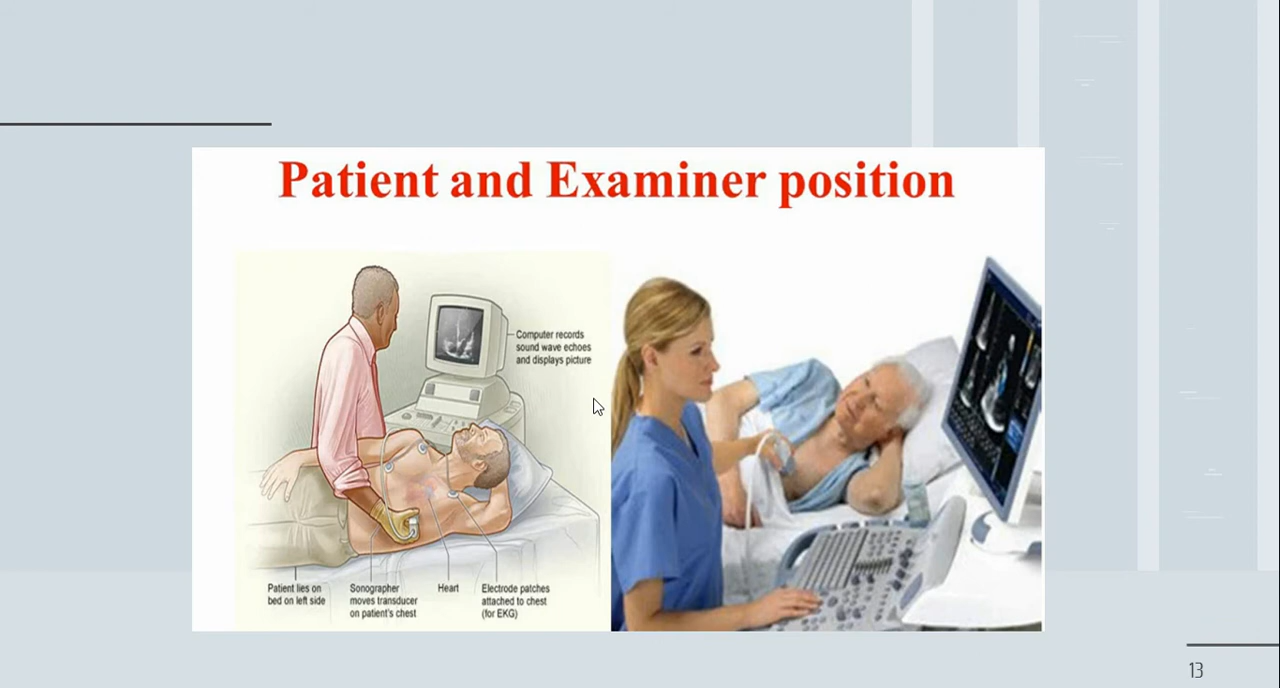 Patient and Examiner position
Computer records
sound wave echoes
and displays picture
Patient lies on
bed on left side
Sonographer
moves transducer
on patient's chest
Heart
Electrode patches
attached to chest
(for EKG)
13